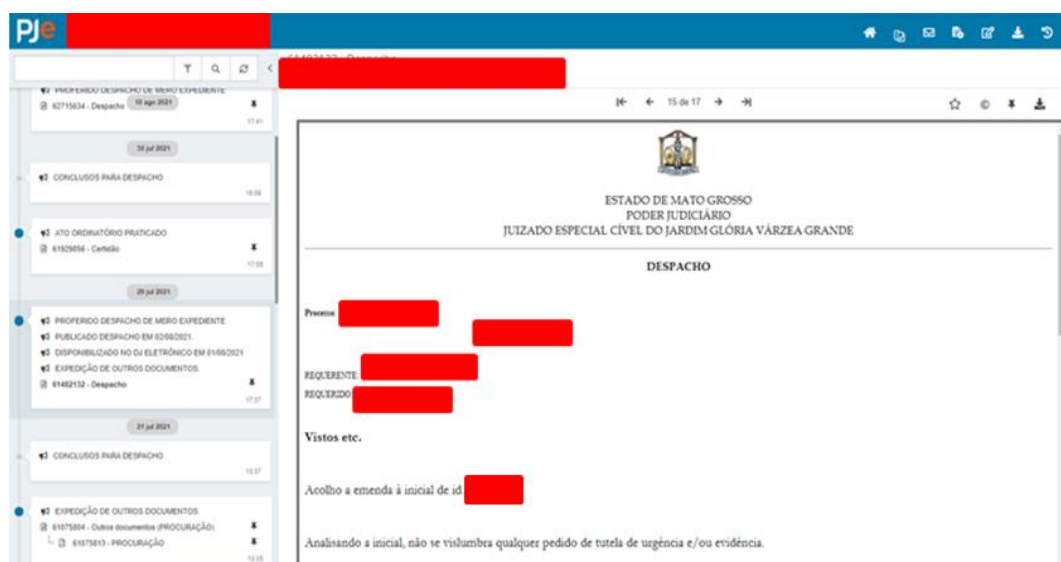 PJe
61482132 - Despacho
PROFERIDO DESPACHO DE MERO EXPEDIENTE
62715634 - Despacho
10 ago 2021
17:41
30 jul 2021
CONCLUSOS PARA DESPACHO
ATO ORDINATÓRIO PRATICADO
61929856 - Certidão
29 jul 2021
PROFERIDO DESPACHO DE MERO EXPEDIENTE
PUBLICADO DESPACHO EM 02/08/2021.
DISPONIBILIZADO NO DJ ELETRÔNICO EM 01/08/2021
EXPEDIÇÃO DE OUTROS DOCUMENTOS.
61482132 - Despacho
17:37
21 jul 2021
CONCLUSOS PARA DESPACHO
EXPEDIÇÃO DE OUTROS DOCUMENTOS.
61075804 - Outros documentos (PROCURAÇÃO)
61075813 - PROCURAÇÃO
15 de 17
ESTADO DE MATO GROSSO
PODER JUDICIÁRIO
JUIZADO ESPECIAL CÍVEL DO JARDIM GLÓRIA VÁRZEA GRANDE
DESPACHO
Processo
REQUERENTE:
REQUERIDO:
Vistos etc.
Acolho a emenda à inicial de id.
Analisando a inicial, não se vislumbra qualquer pedido de tutela de urgência e/ou evidência.